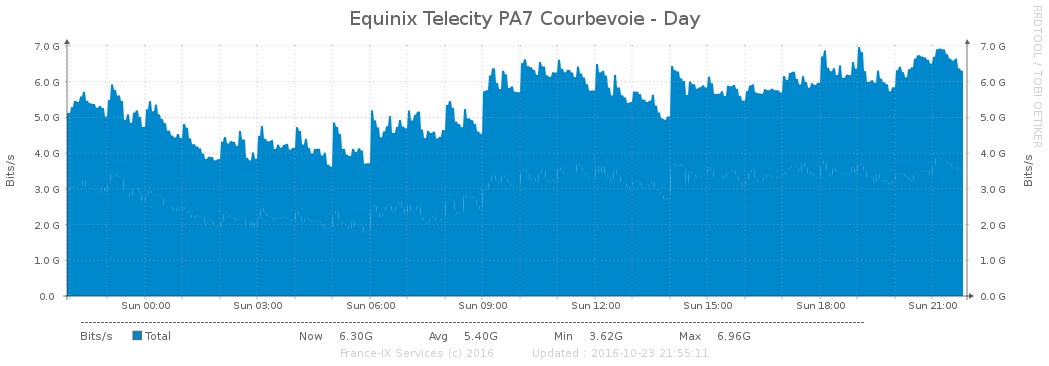 Equinix Telecity PA7 Courbevoie - Day
RRDTOOL / TOBI OETIKER
7.0 G 7.0 G
6.0 G 6.0 G
5.0 G 5.0 G
4.0 G 4.0 G
3.0 G 3.0 G
2.0 G 2.0 G
1.0 G 1.0 G
0.0 0.0 G
Bits/s
Bits/s
Sun 00:00 Sun 03:00 Sun 06:00 Sun 09:00 Sun 12:00 Sun 15:00 Sun 18:00 Sun 21:00
Bits/s Total Now 6.30G Avg 5.40G Min 3.62G Max 6.96G
France-IX Services (c) 2016 Updated : 2016-10-23 21:55:11